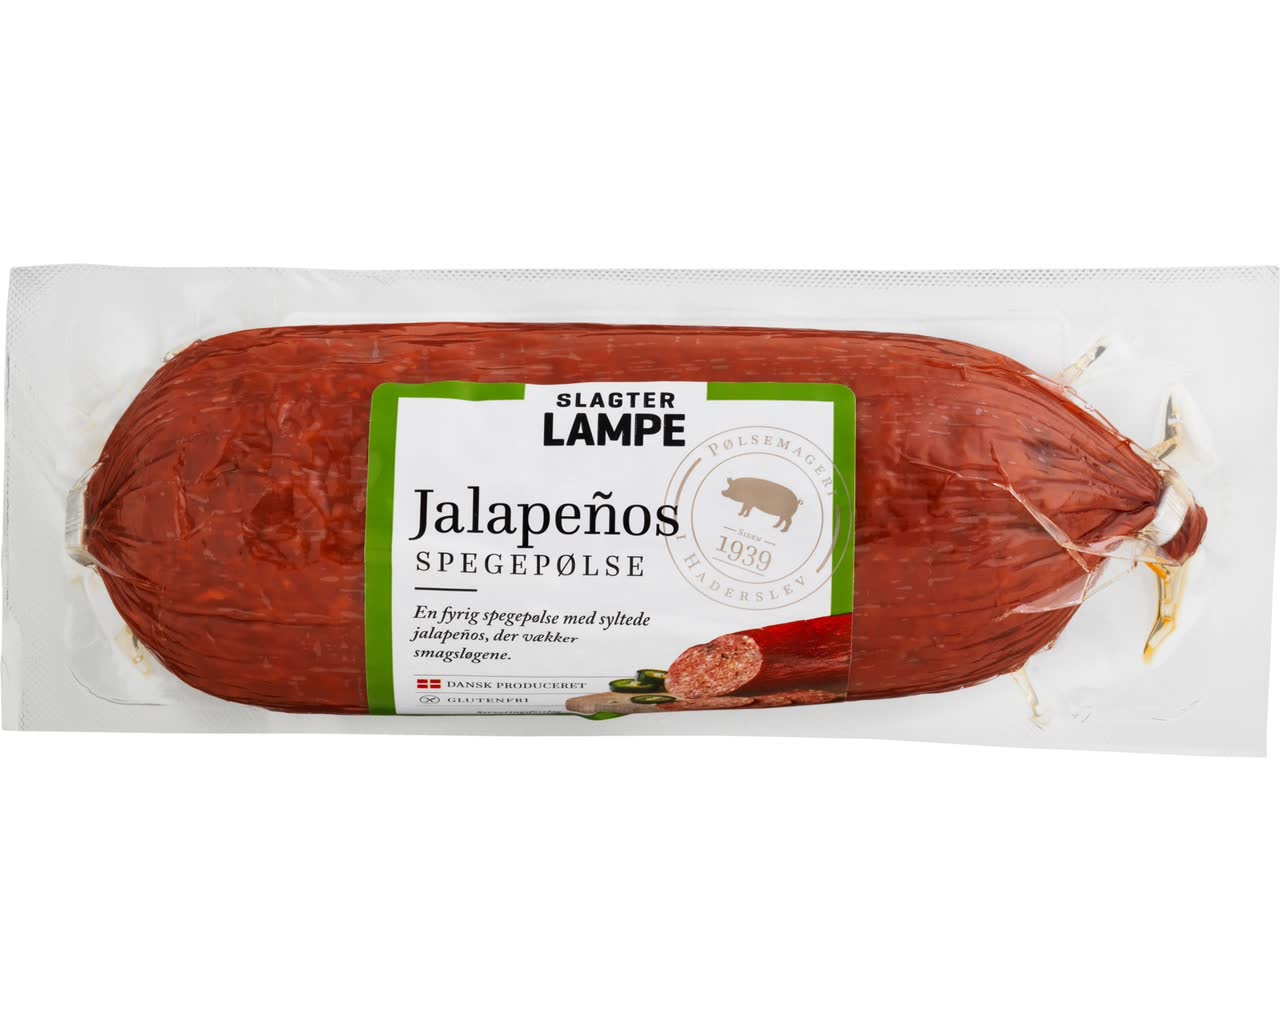 SLAGTER
LAMPE
Jalapeños
SPEGEPØLSE
En fyrig spegepølse med syltede
jalapeños, der vækker
smagsløgene.
DANSK PRODUCERET
GLUTENFRI
PØLSEMAGERI
SIDEN
1939
I HADERSLEV